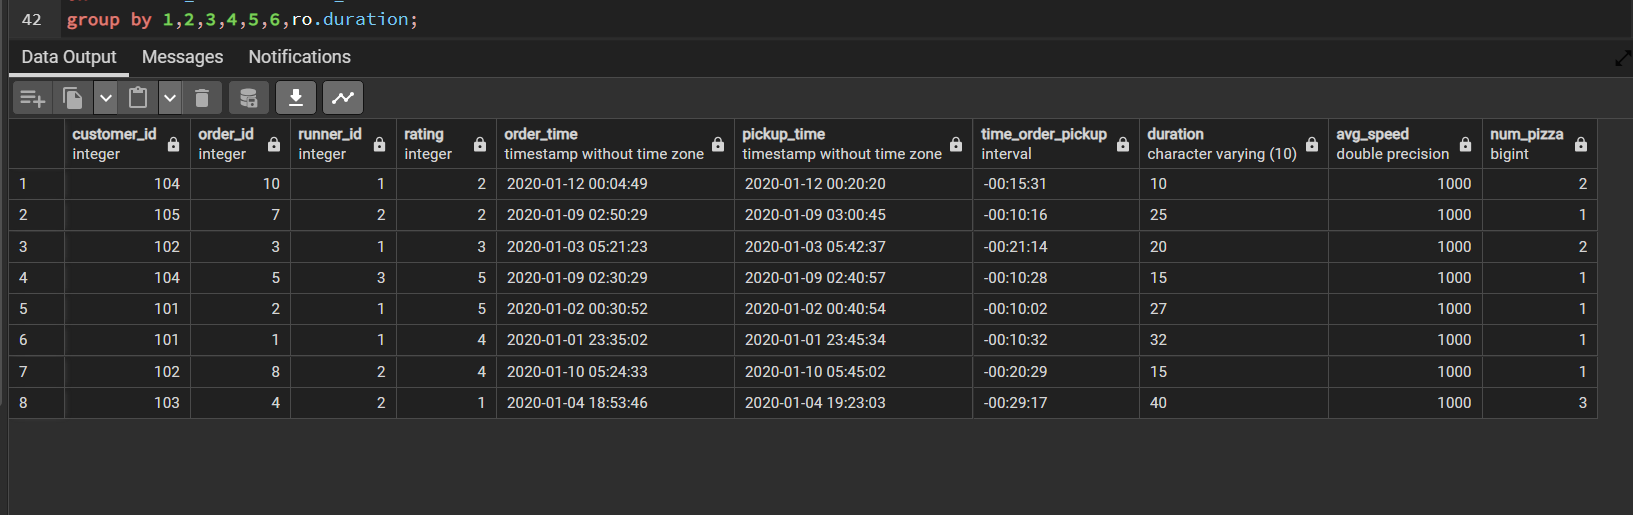 42 group by 1,2,3,4,5,6,ro.duration;
Data Output Messages Notifications
customer_id order_id runner_id rating order_time pickup_time time_order_pickup duration avg_speed num_pizza
integer integer integer integer timestamp without time zone timestamp without time zone interval character varying (10) double precision bigint
1 104 10 1 2 2020-01-12 00:04:49 2020-01-12 00:20:20 -00:15:31 10 1000 2
2 105 7 2 2 2020-01-09 02:50:29 2020-01-09 03:00:45 -00:10:16 25 1000 1
3 102 3 1 3 2020-01-03 05:21:23 2020-01-03 05:42:37 -00:21:14 20 1000 2
4 104 5 3 5 2020-01-09 02:30:29 2020-01-09 02:40:57 -00:10:28 15 1000 1
5 101 2 1 5 2020-01-02 00:30:52 2020-01-02 00:40:54 -00:10:02 27 1000 1
6 101 1 1 4 2020-01-01 23:35:02 2020-01-01 23:45:34 -00:10:32 32 1000 1
7 102 8 2 4 2020-01-10 05:24:33 2020-01-10 05:45:02 -00:20:29 15 1000 1
8 103 4 2 1 2020-01-04 18:53:46 2020-01-04 19:23:03 -00:29:17 40 1000 3